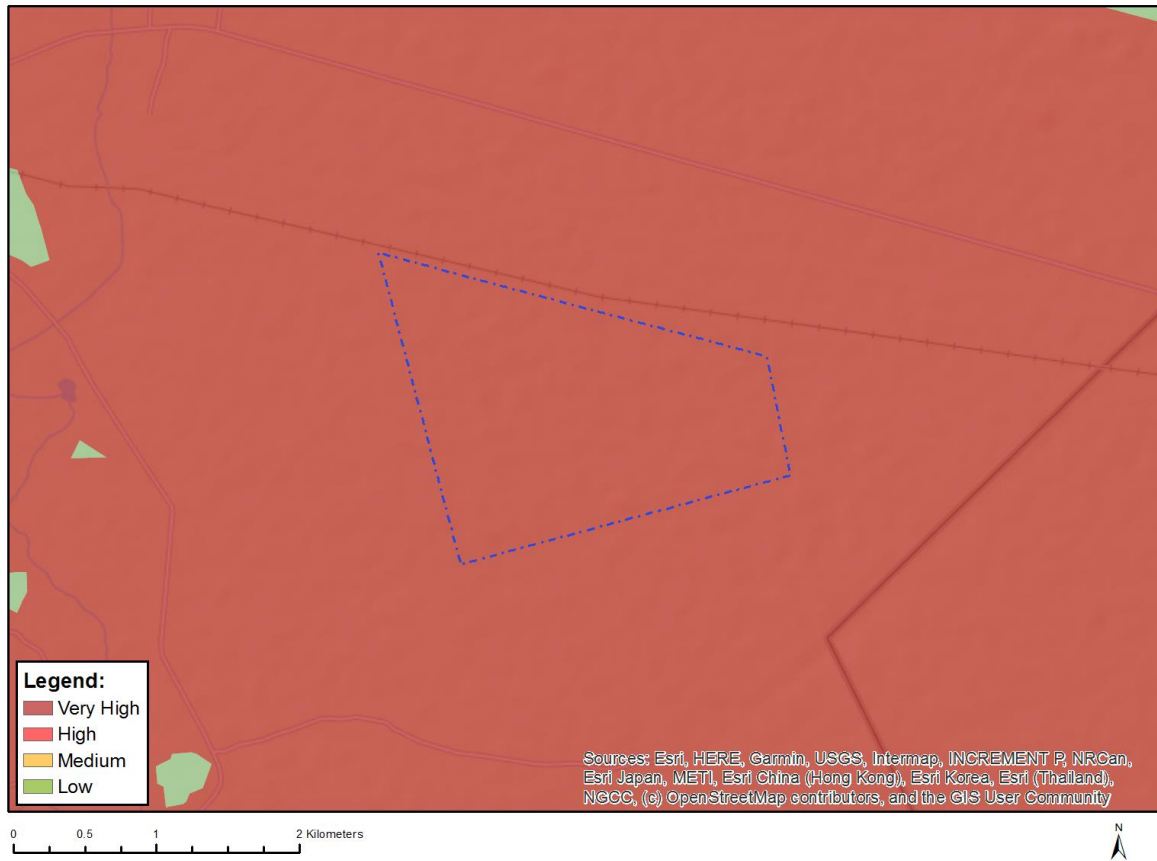 Legend:
Very High
High
Medium
Low
Sources: Esri, HERE, Garmin, USGS, Intermap, INCREMENT P, NRCan,
Esri Japan, METI, Esri China (Hong Kong), Esri Korea, Esri (Thailand),
NGCC, (c) OpenStreetMap contributors, and the GIS User Community
0 0.5 1 2 Kilometers
N